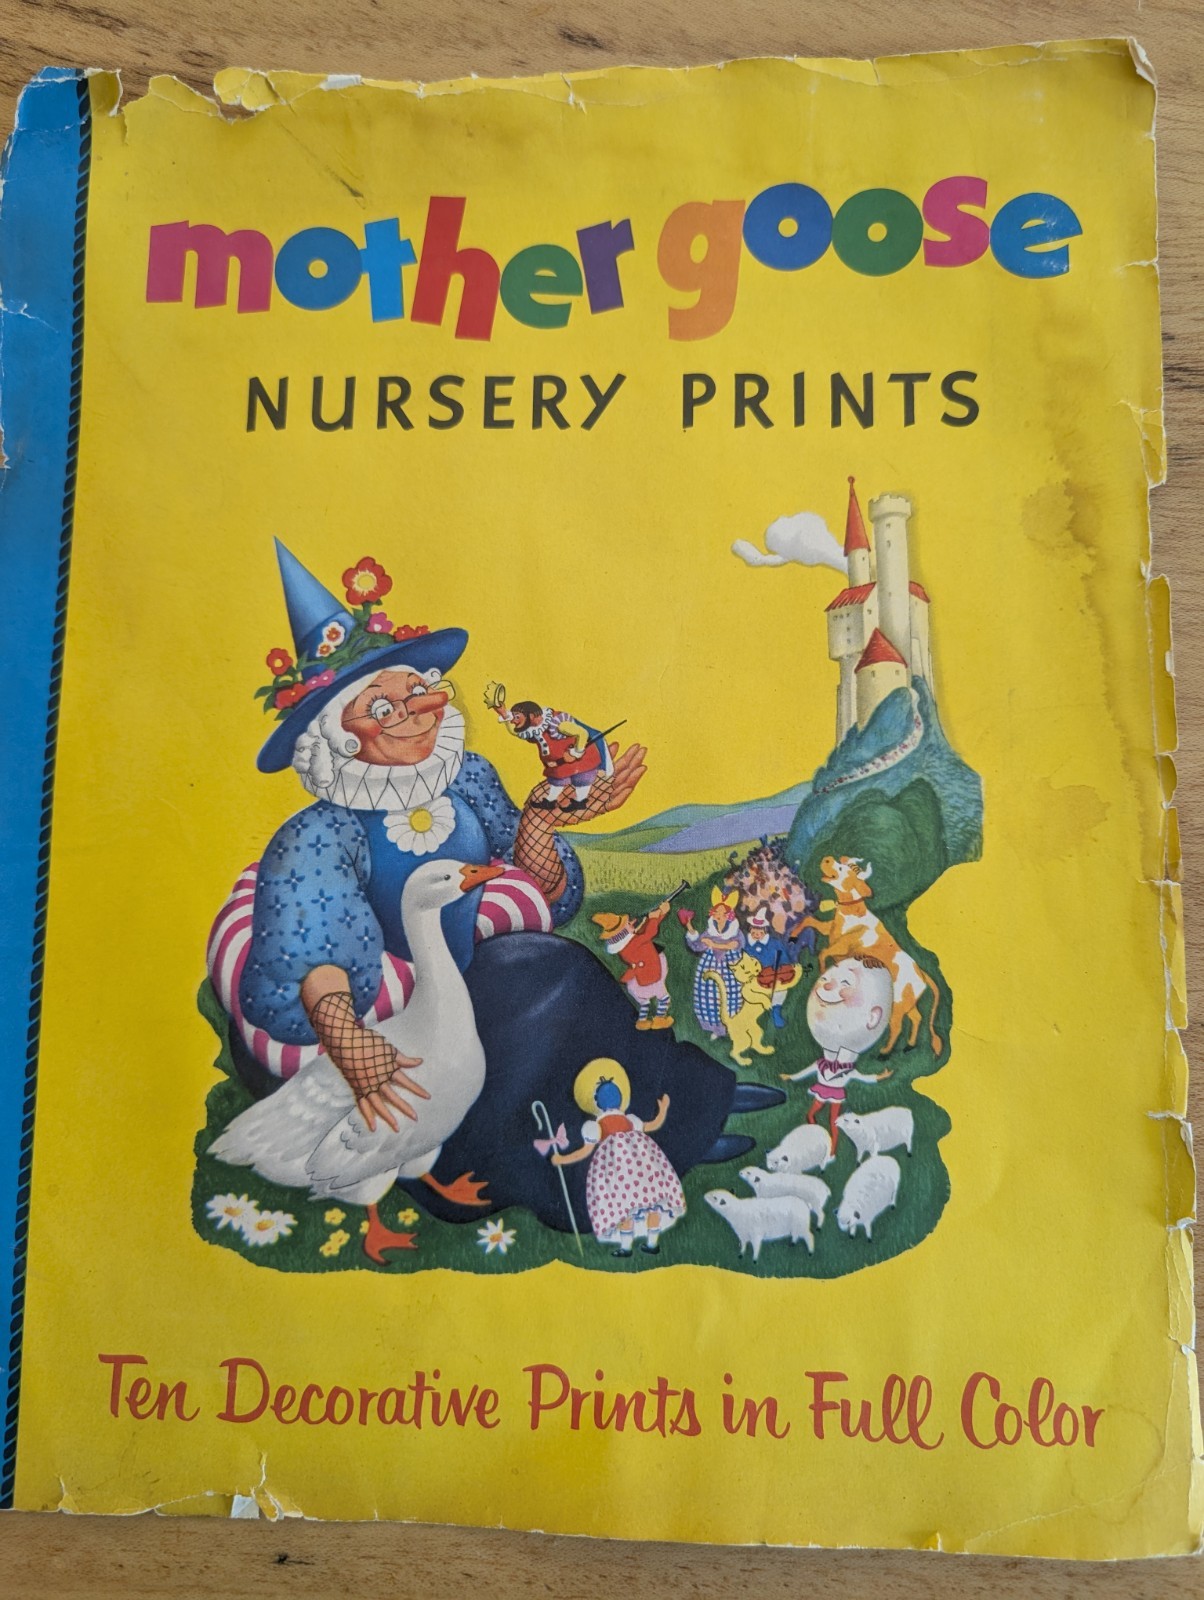 mother goose
NURSERY PRINTS
Ten Decorative Prints in Full Color